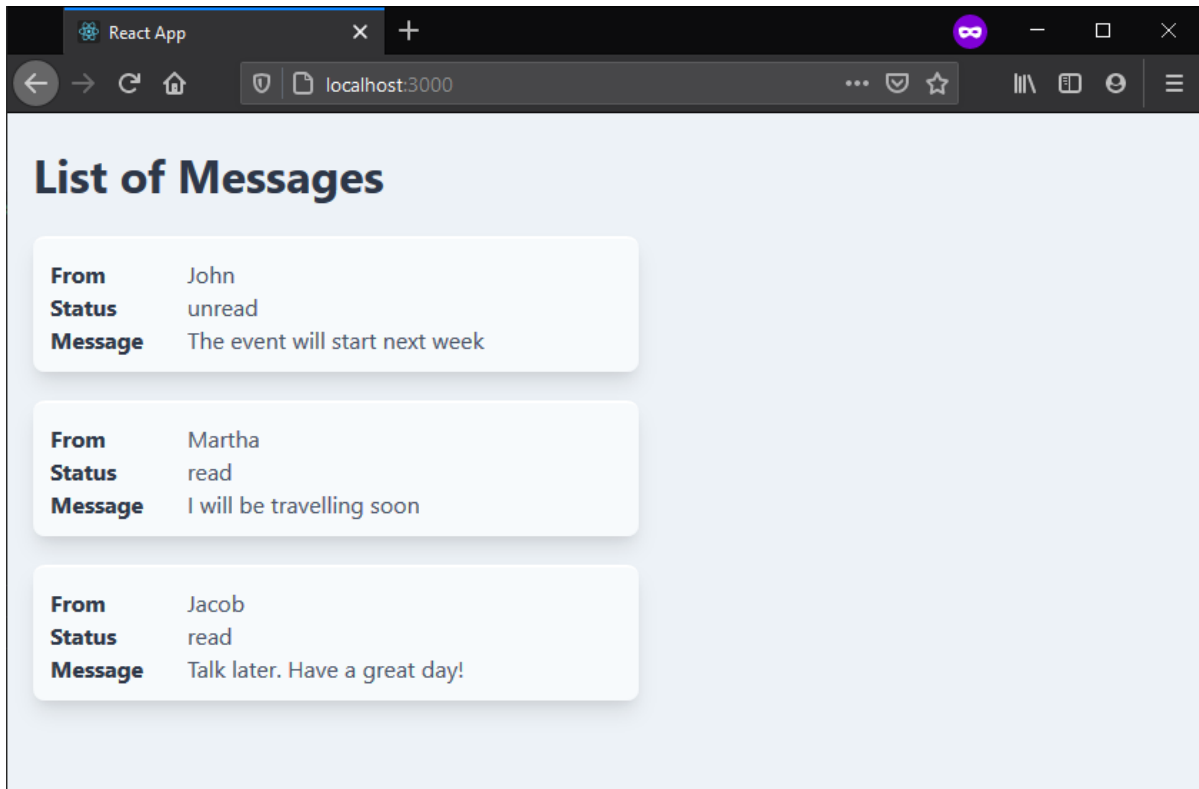 React App
localhost:3000
List of Messages
From John
Status unread
Message The event will start next week
From Martha
Status read
Message I will be travelling soon
From Jacob
Status read
Message Talk later. Have a great day!